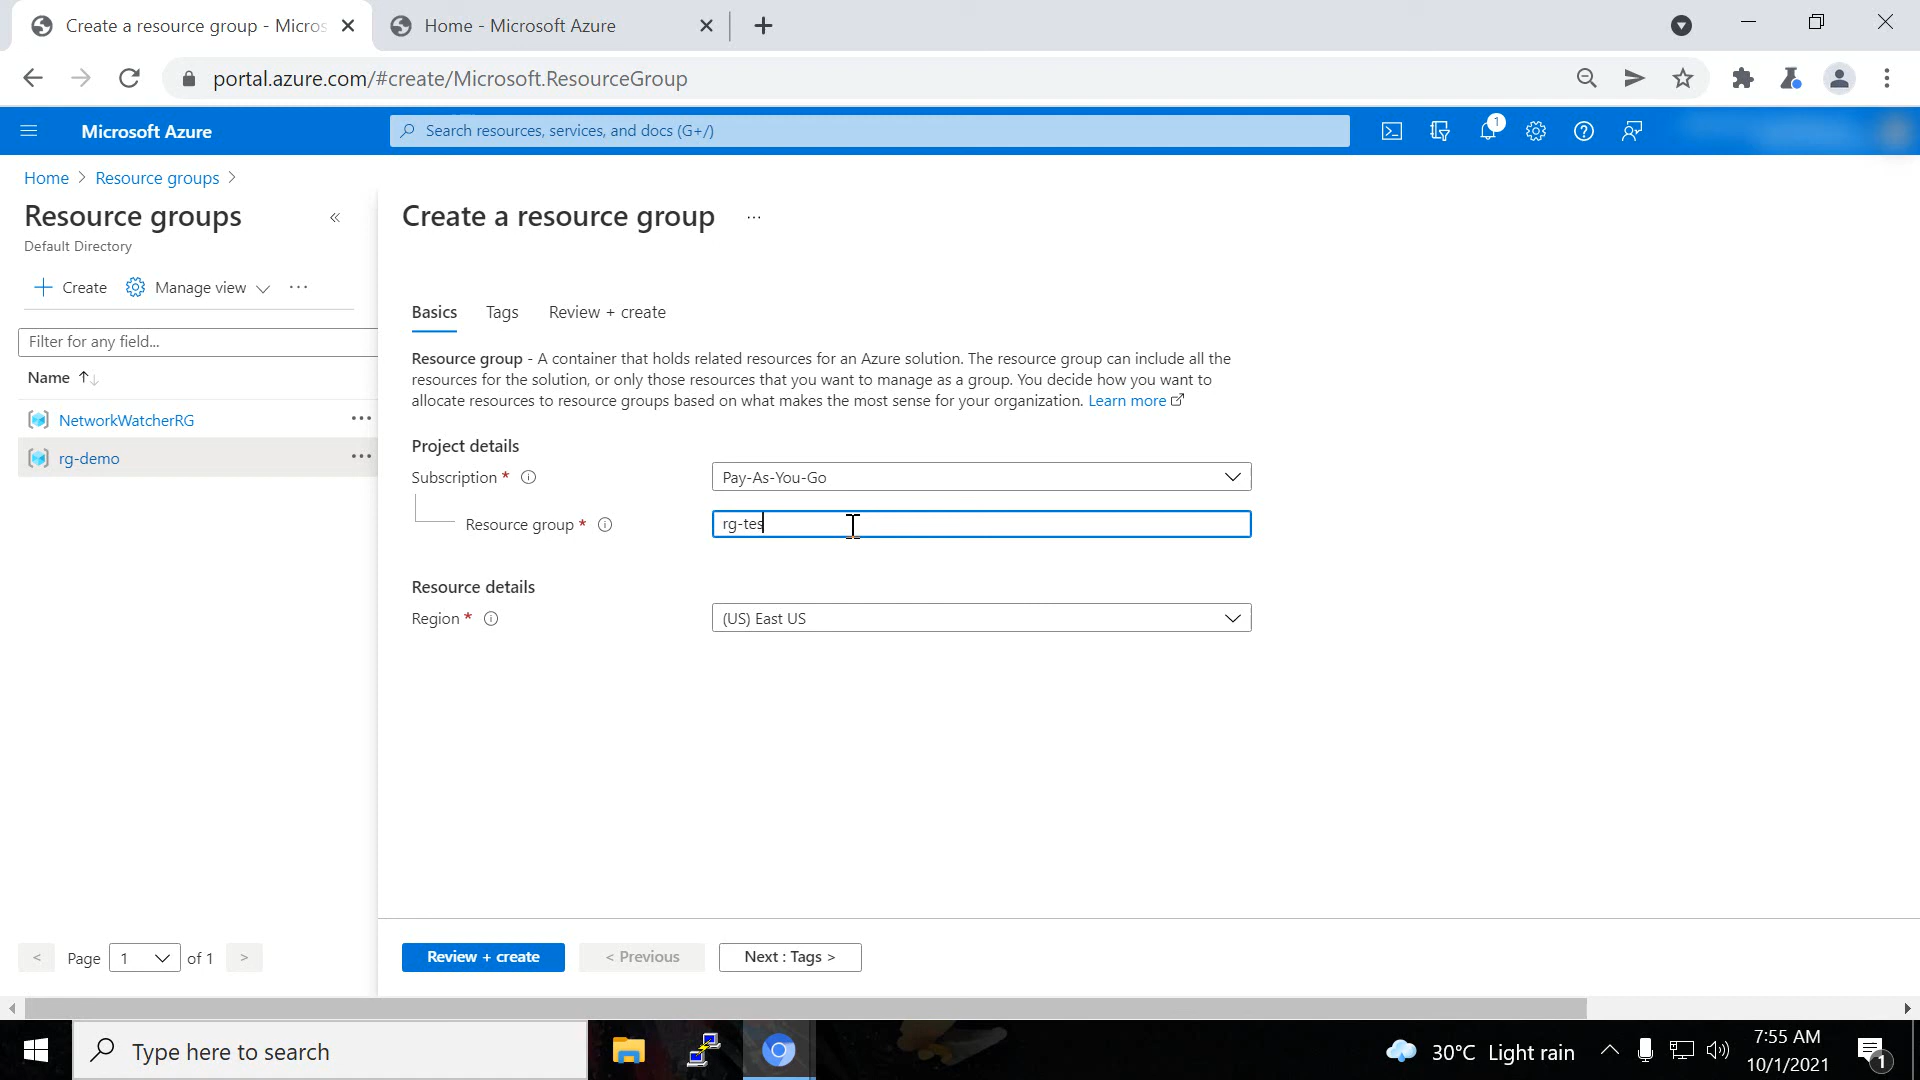 Create a resource group - Micros
Home - Microsoft Azure
portal.azure.com/#create/Microsoft.ResourceGroup
Microsoft Azure
Search resources, services, and docs (G+/)
1
Home > Resource groups >
Resource groups
Default Directory
Create
Manage view
Filter for any field...
Name
NetworkWatcherRG
rg-demo
Page 1 of 1
Create a resource group
Basics Tags Review + create
Resource group - A container that holds related resources for an Azure solution. The resource group can include all the
resources for the solution, or only those resources that you want to manage as a group. You decide how you want to
allocate resources to resource groups based on what makes the most sense for your organization. Learn more
Project details
Subscription * Pay-As-You-Go
Resource group * rg-tes
Resource details
Region * (US) East US
Review + create < Previous Next : Tags >
Type here to search
30°C Light rain
7:55 AM
10/1/2021
1